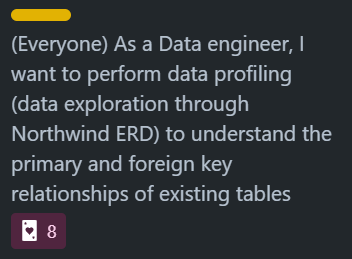 (Everyone) As a Data engineer, I
want to perform data profiling
(data exploration through
Northwind ERD) to understand the
primary and foreign key
relationships of existing tables
8